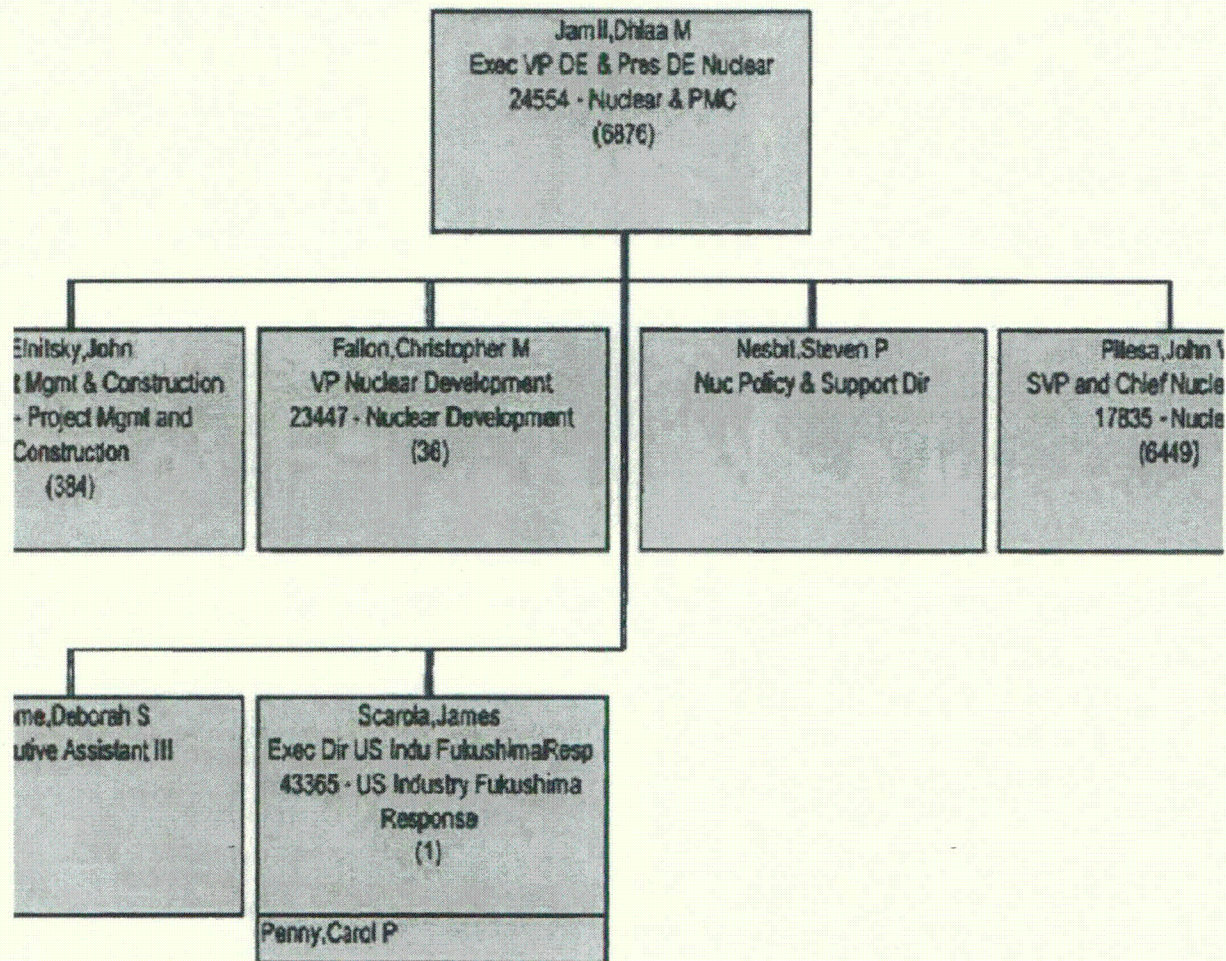 Jamil,Dhiaa M
Exec VP DE & Pres DE Nuclear
24554 - Nuclear & PMC
(6876)
Elnitsky,John
t Mgmt & Construction
- Project Mgmt and
Construction
(384)
Fallon,Christopher M
VP Nuclear Development
23447 - Nuclear Development
(36)
Nesbit,Steven P
Nuc Policy & Support Dir
Pitesa,John
SVP and Chief Nucle
17835 - Nucle
(6449)
me,Deborah S
utive Assistant III
Scarola,James
Exec Dir US Indu FukushimaResp
43365 - US Industry Fukushima
Response
(1)
Penny,Carol P